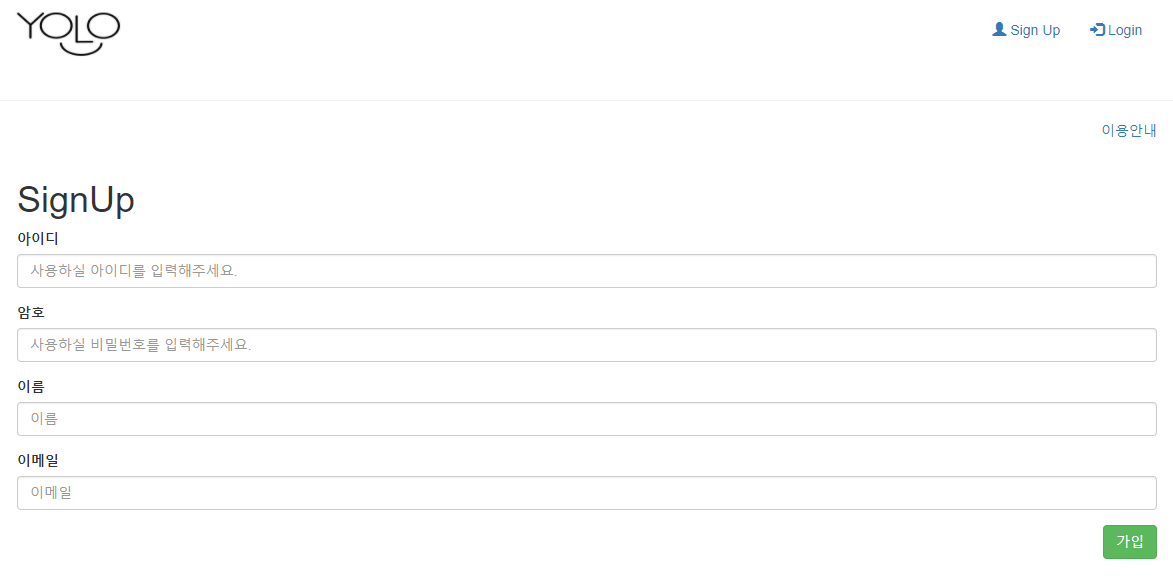 YOLO
Sign Up
Login
이용안내
SignUp
아이디
사용하실 아이디를 입력해주세요.
암호
사용하실 비밀번호를 입력해주세요.
이름
이름
이메일
이메일
가입